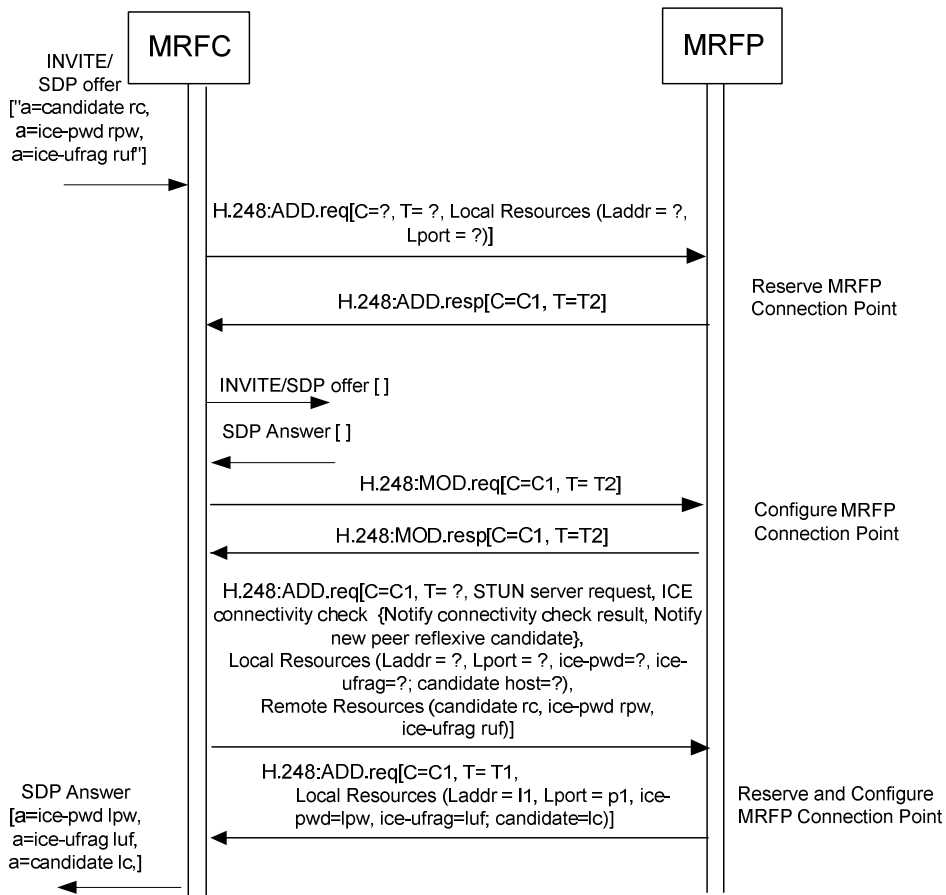 MRFC
MRFP
INVITE/
SDP offer
["a=candidate rc,
a=ice-pwd rpw,
a=ice-ufrag ruf"]
H.248:ADD.req[C=?, T= ?, Local Resources (Laddr = ?,
Lport = ?)]
Reserve MRFP
Connection Point
H.248:ADD.resp[C=C1, T=T2]
INVITE/SDP offer [ ]
SDP Answer [ ]
H.248:MOD.req[C=C1, T= T2]
Configure MRFP
Connection Point
H.248:MOD.resp[C=C1, T=T2]
H.248:ADD.req[C=C1, T= ?, STUN server request, ICE
connectivity check {Notify connectivity check result, Notify
new peer reflexive candidate},
Local Resources (Laddr = ?, Lport = ?, ice-pwd=?, ice-
ufrag=?; candidate host=?),
Remote Resources (candidate rc, ice-pwd rpw,
ice-ufrag ruf)]
H.248:ADD.req[C=C1, T= T1,
Local Resources (Laddr = l1, Lport = p1, ice-
pwd=lpw, ice-ufrag=luf; candidate=lc)]
Reserve and Configure
MRFP Connection Point
SDP Answer
[a=ice-pwd lpw,
a=ice-ufrag luf,
a=candidate lc,]